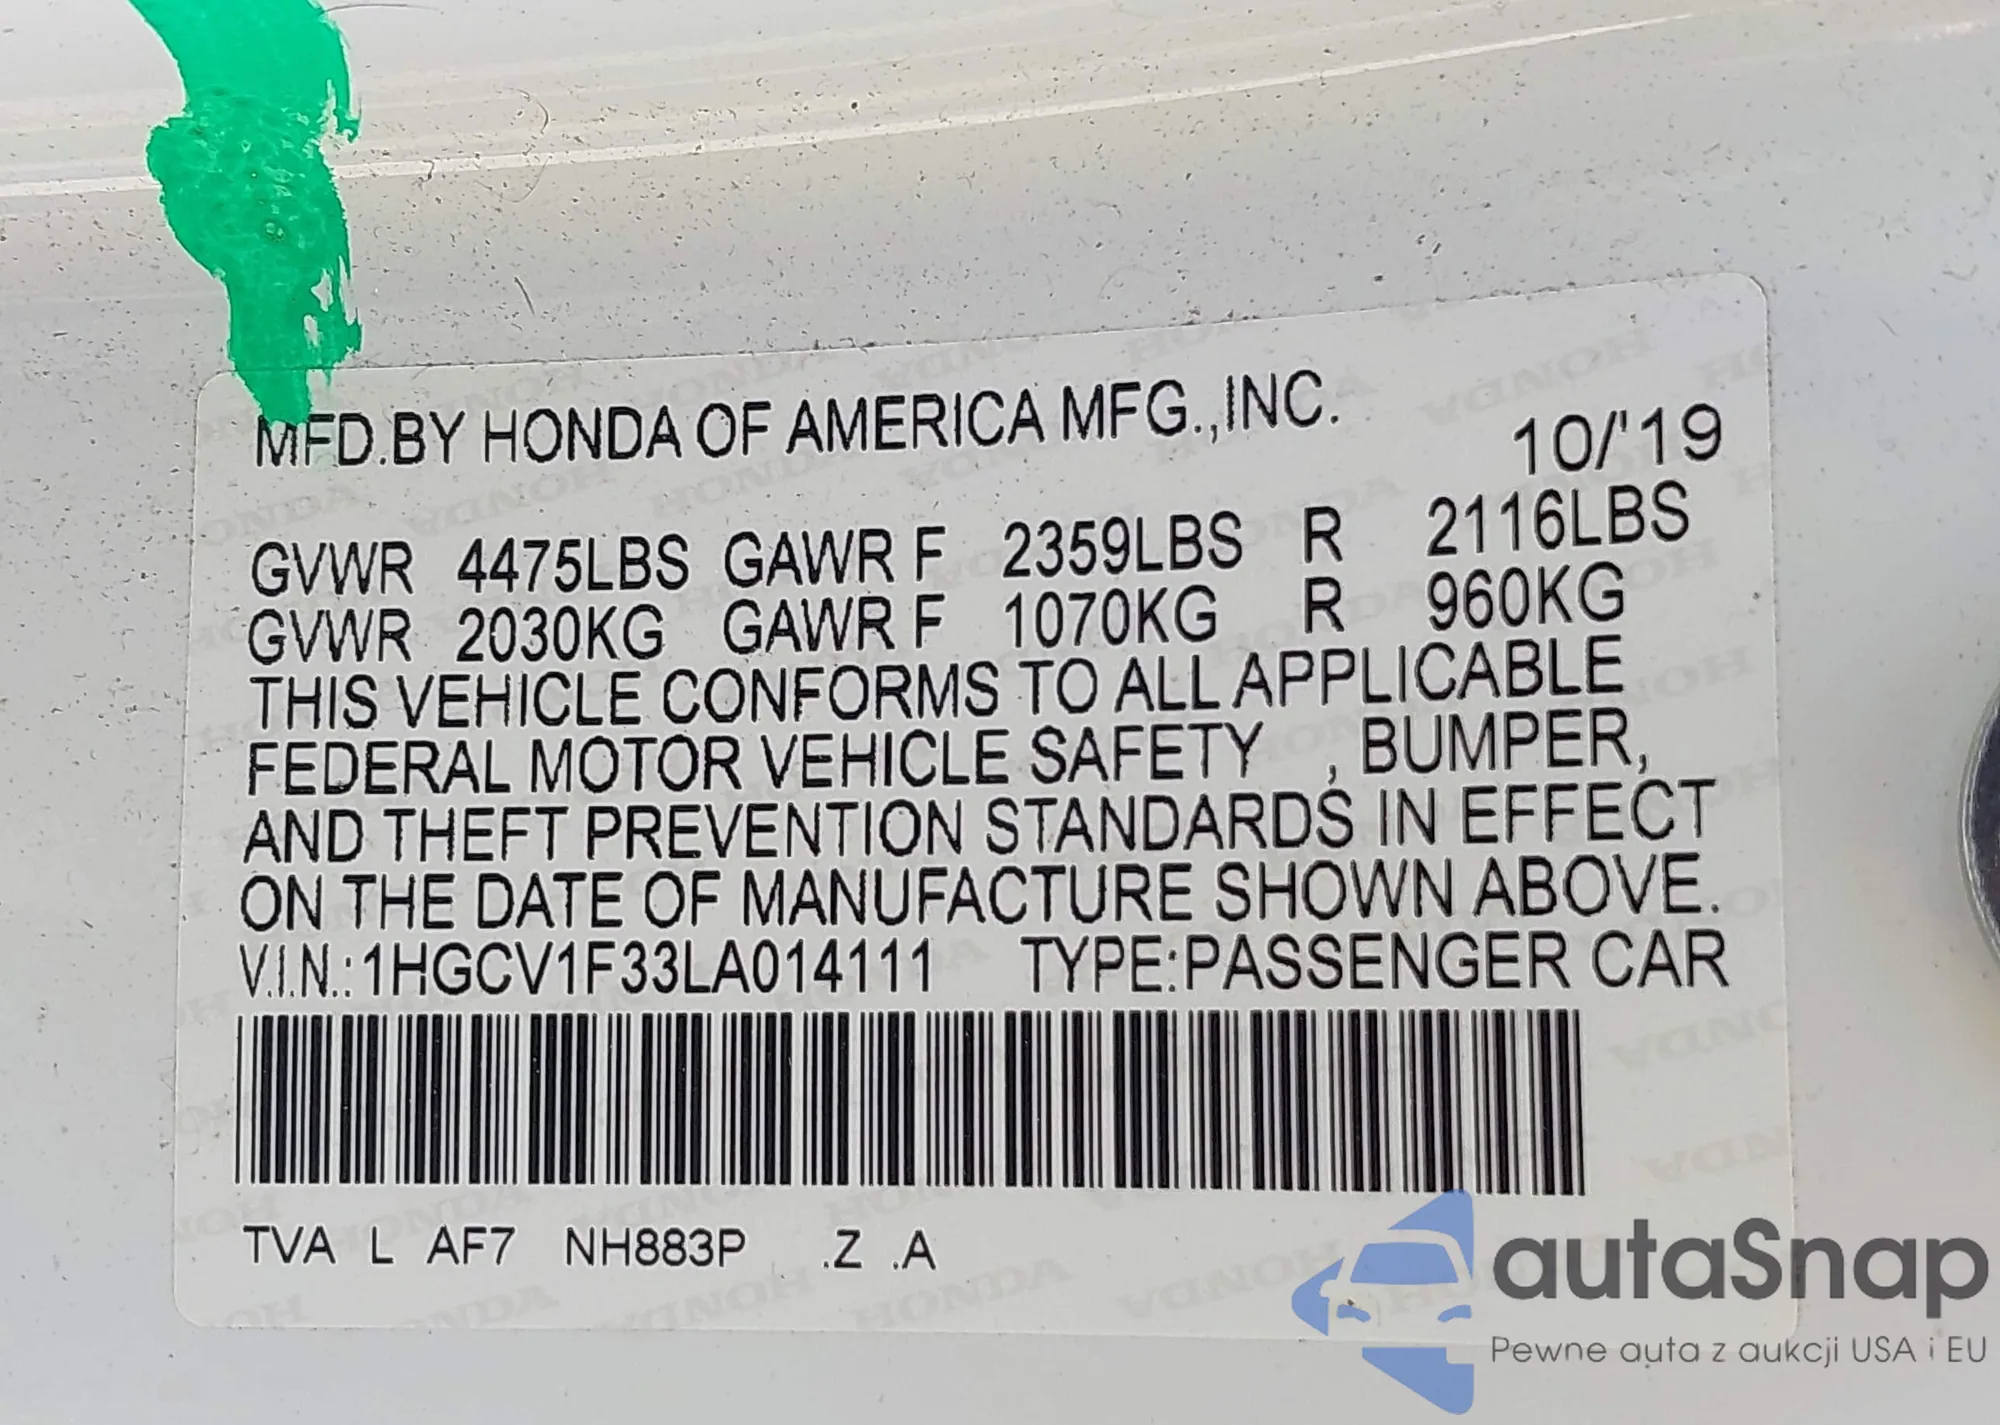 MFD.BY HONDA OF AMERICA MFG.,INC.
10/'19
GVWR 4475LBS GAWR F 2359LBS R 2116LBS
GVWR 2030KG GAWR F 1070KG R 960KG
THIS VEHICLE CONFORMS TO ALL APPLICABLE
FEDERAL MOTOR VEHICLE SAFETY , BUMPER,
AND THEFT PREVENTION STANDARDS IN EFFECT
ON THE DATE OF MANUFACTURE SHOWN ABOVE.
V.I.N.:1HGCV1F33LA014111 TYPE:PASSENGER CAR
TVA L AF7 NH883P .Z .A
autaSnap
Pewne auta z aukcji USA i EU